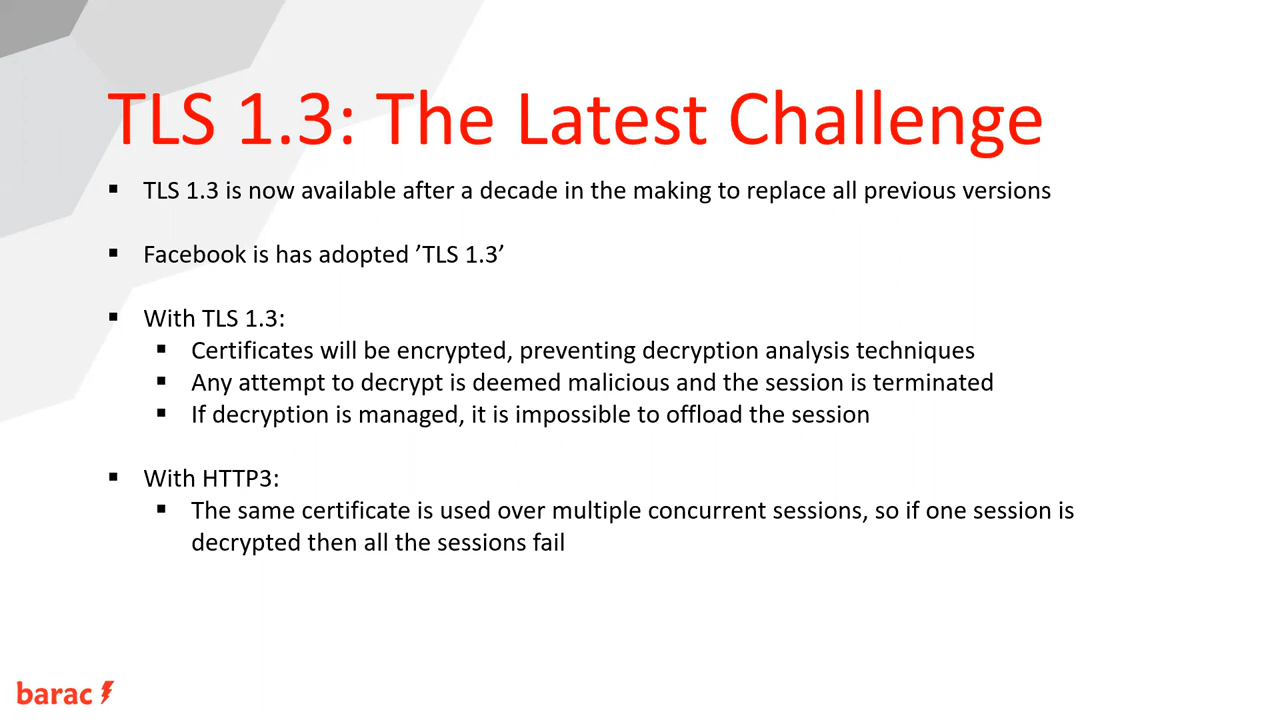 TLS 1.3: The Latest Challenge
▪ TLS 1.3 is now available after a decade in the making to replace all previous versions
▪ Facebook is has adopted ’TLS 1.3’
▪ With TLS 1.3:
▪ Certificates will be encrypted, preventing decryption analysis techniques
▪ Any attempt to decrypt is deemed malicious and the session is terminated
▪ If decryption is managed, it is impossible to offload the session
▪ With HTTP3:
▪ The same certificate is used over multiple concurrent sessions, so if one session is
decrypted then all the sessions fail
barac